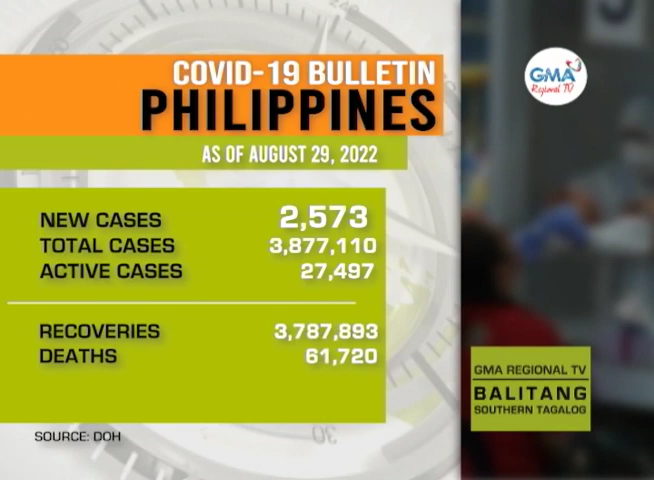 COVID-19 BULLETIN
PHILIPPINES
AS OF AUGUST 29, 2022
NEW CASES 2,573
TOTAL CASES 3,877,110
ACTIVE CASES 27,497
RECOVERIES 3,787,893
DEATHS 61,720
SOURCE: DOH
GMA
Regional TV
GMA REGIONAL TV
BALITANG
SOUTHERN TAGALOG